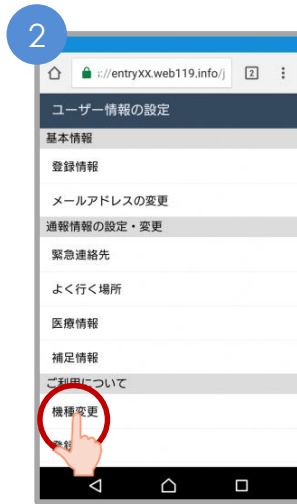 2
://entryXX.web119.info/j
2
ユーザー情報の設定
基本情報
登録情報
メールアドレスの変更
通報情報の設定・変更
緊急連絡先
よく行く場所
医療情報
補足情報
ご利用について
機種変更
登録